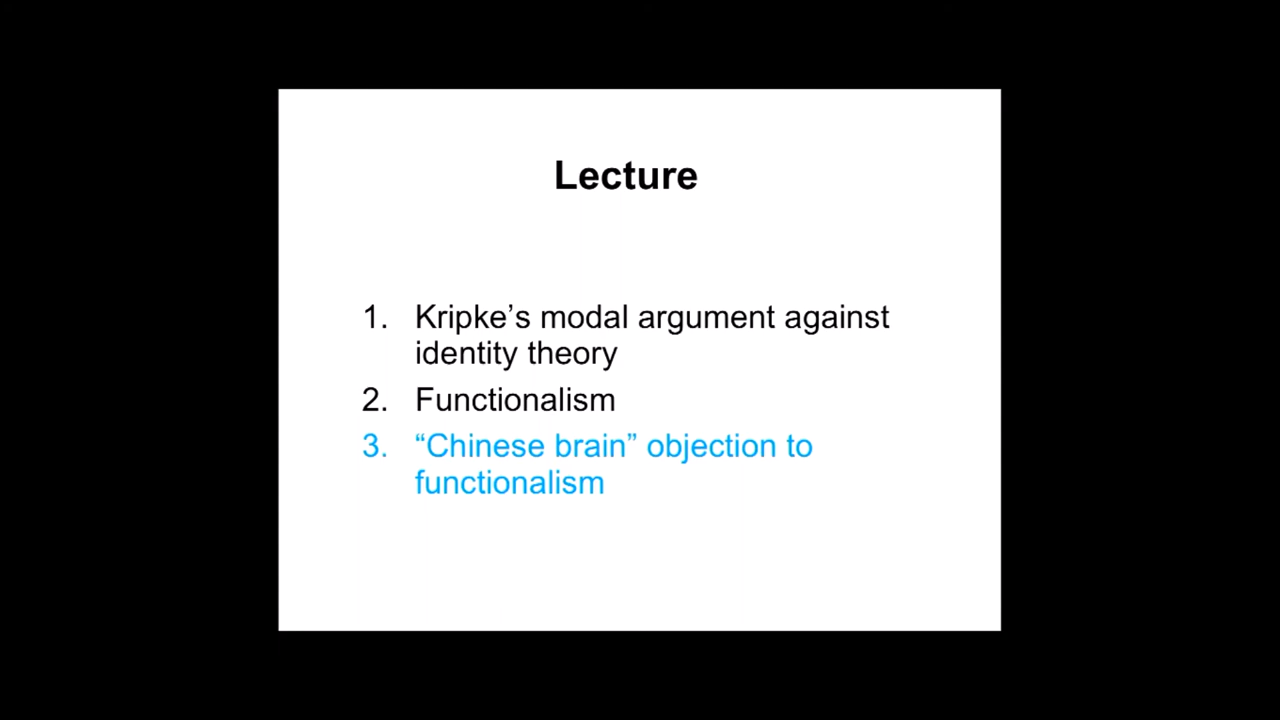 Lecture
1. Kripke’s modal argument against
identity theory
2. Functionalism
3. “Chinese brain” objection to
functionalism